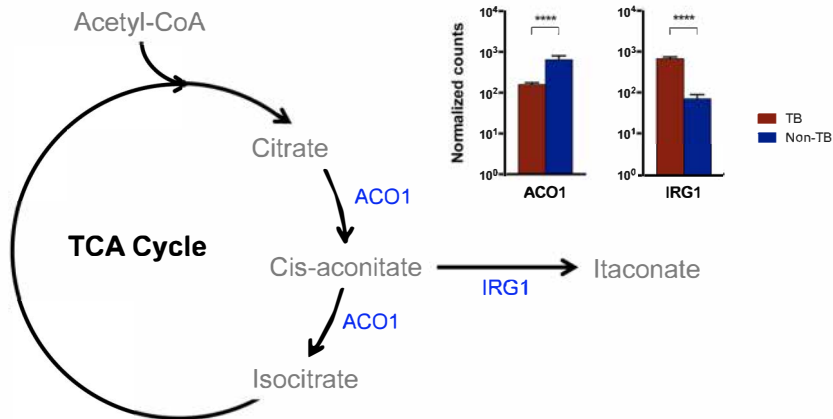 Acetyl-CoA
Citrate
ACO1
TCA Cycle
Cis-aconitate
IRG1
Itaconate
ACO1
Isocitrate
Normalized counts
10⁴
10³
10²
10¹
10⁰
****
ACO1
10⁴
10³
10²
10¹
10⁰
****
IRG1
TB
Non-TB